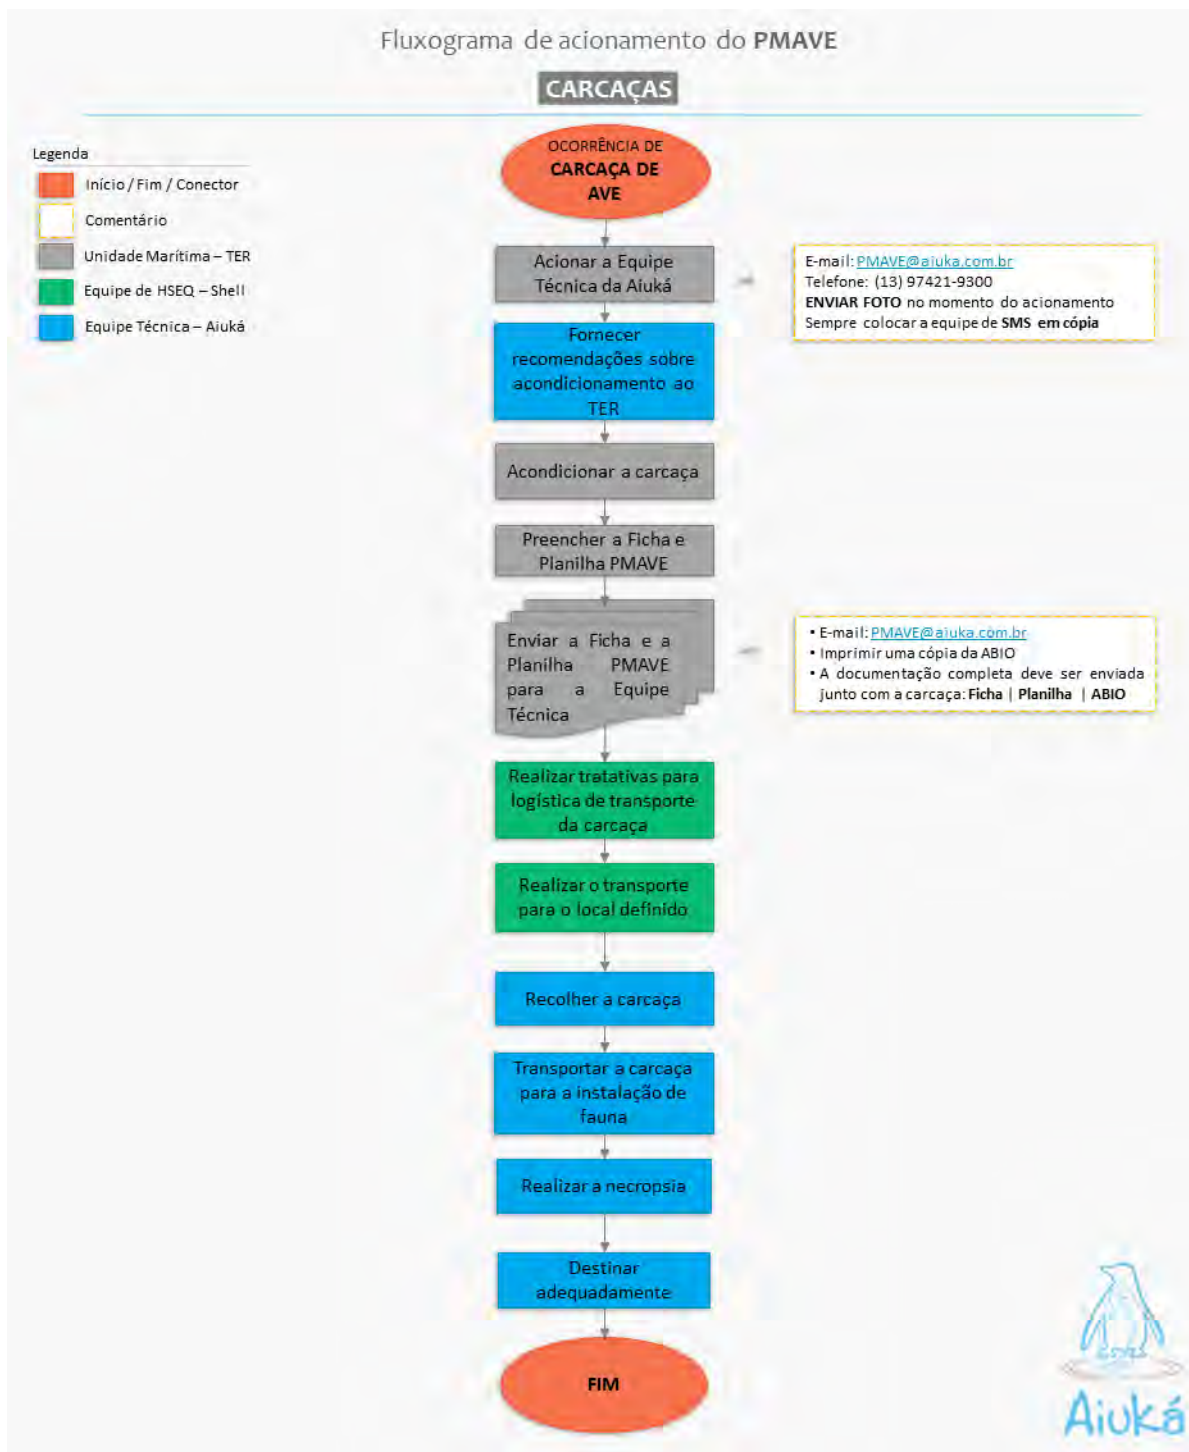 Fluxograma de acionamento do PMAVE
CARCAÇAS
Legenda
Início / Fim / Conector
Comentário
Unidade Marítima – TER
Equipe de HSEQ – Shell
Equipe Técnica – Aiuká
OCORRÊNCIA DE
CARCAÇA DE
AVE
Acionar a Equipe
Técnica da Aiuká
E-mail: PMAVE@aiuka.com.br
Telefone: (13) 97421-9300
ENVIAR FOTO no momento do acionamento
Sempre colocar a equipe de SMS em cópia
Fornecer
recomendações sobre
acondicionamento ao
TER
Acondicionar a carcaça
Preencher a Ficha e
Planilha PMAVE
Enviar a Ficha e a
Planilha PMAVE
para a Equipe
Técnica
• E-mail: PMAVE@aiuka.com.br
• Imprimir uma cópia da ABIO
• A documentação completa deve ser enviada
junto com a carcaça: Ficha | Planilha | ABIO
Realizar tratativas para
logística de transporte
da carcaça
Realizar o transporte
para o local definido
Recolher a carcaça
Transportar a carcaça
para a instalação de
fauna
Realizar a necropsia
Destinar
adequadamente
FIM
Aiuká